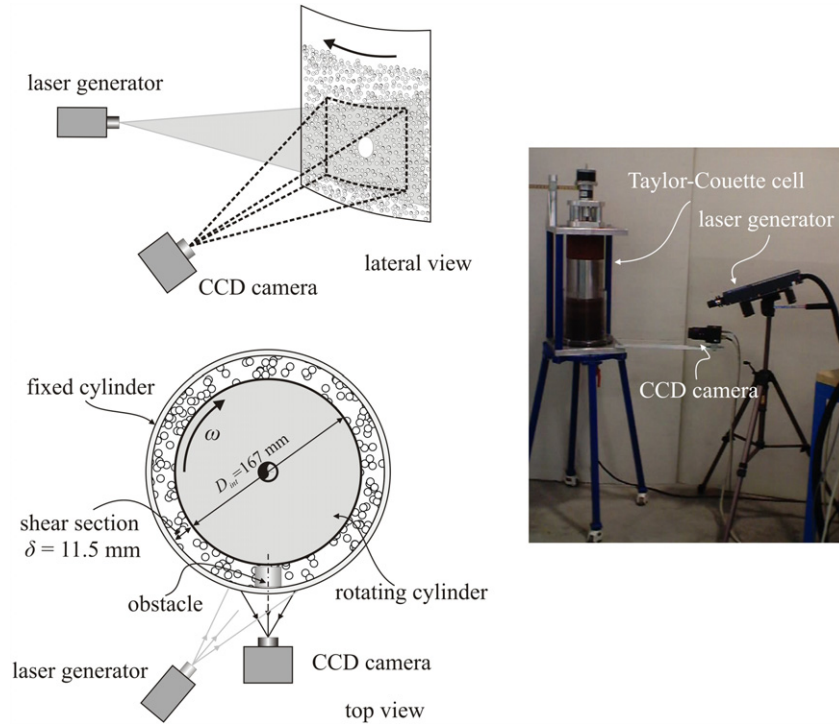 laser generator
CCD camera
lateral view
fixed cylinder
ω
D_int=167 mm
shear section
δ = 11.5 mm
obstacle
rotating cylinder
laser generator
CCD camera
top view
Taylor-Couette cell
laser generator
CCD camera